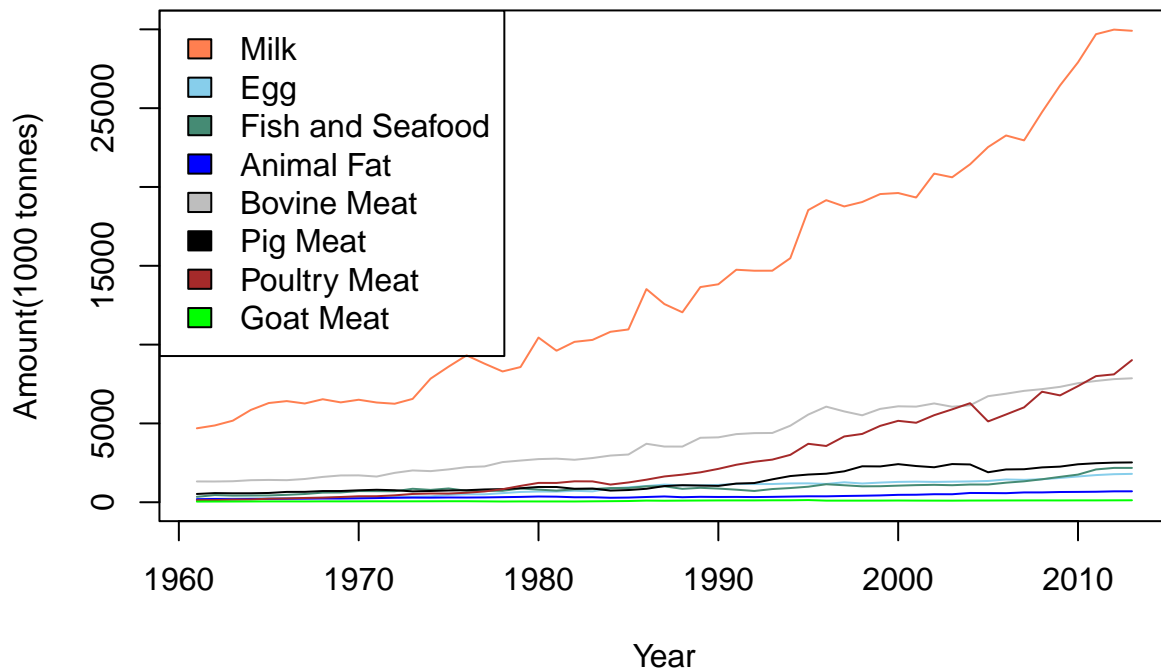 Milk
Egg
Fish and Seafood
Animal Fat
Bovine Meat
Pig Meat
Poultry Meat
Goat Meat
Amount(1000 tonnes)
25000
15000
5000
0
1960 1970 1980 1990 2000 2010
Year